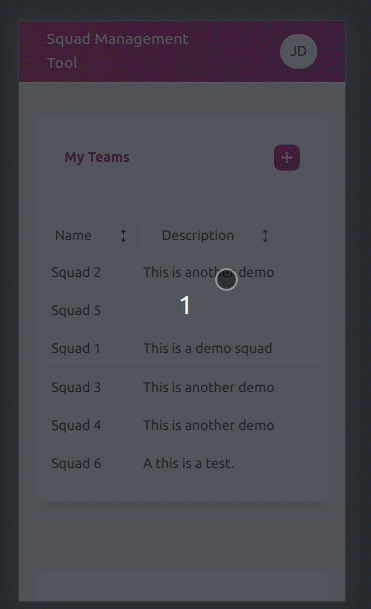 Squad Management
Tool
JD
My Teams
+
Name Description
Squad 2 This is another demo
1
Squad 5
Squad 1 This is a demo squad
Squad 3 This is another demo
Squad 4 This is another demo
Squad 6 A this is a test.